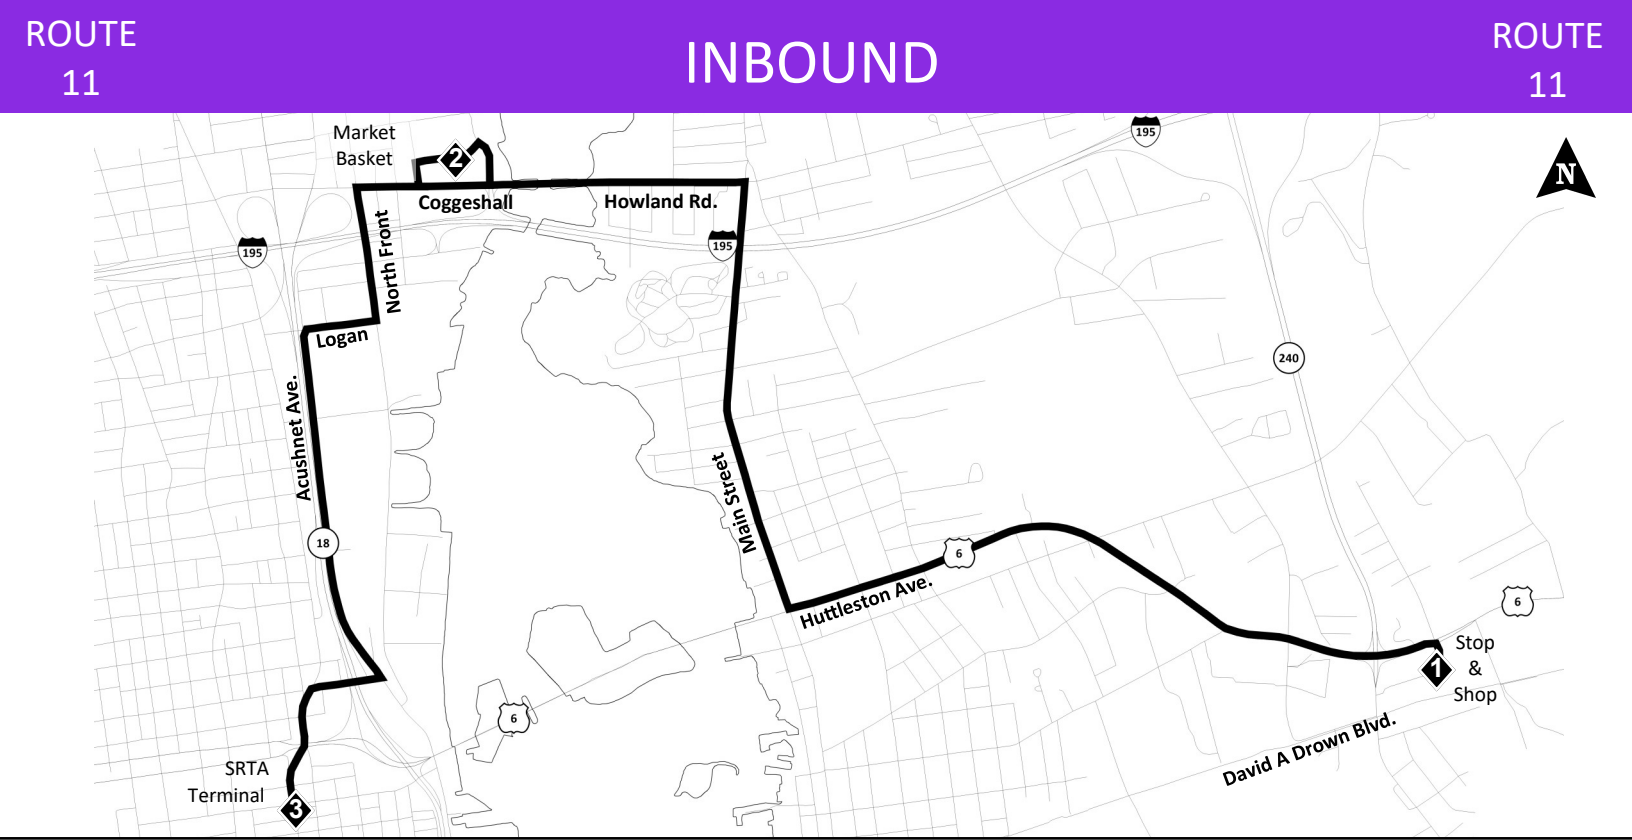 ROUTE
11
INBOUND
ROUTE
11
Market
Basket
2
195
N
Coggeshall
Howland Rd.
195
195
North Front
Logan
240
Acushnet Ave.
Main Street
18
6
Huttleston Ave.
6
Stop
&
Shop
1
6
David A Drown Blvd.
SRTA
Terminal
3